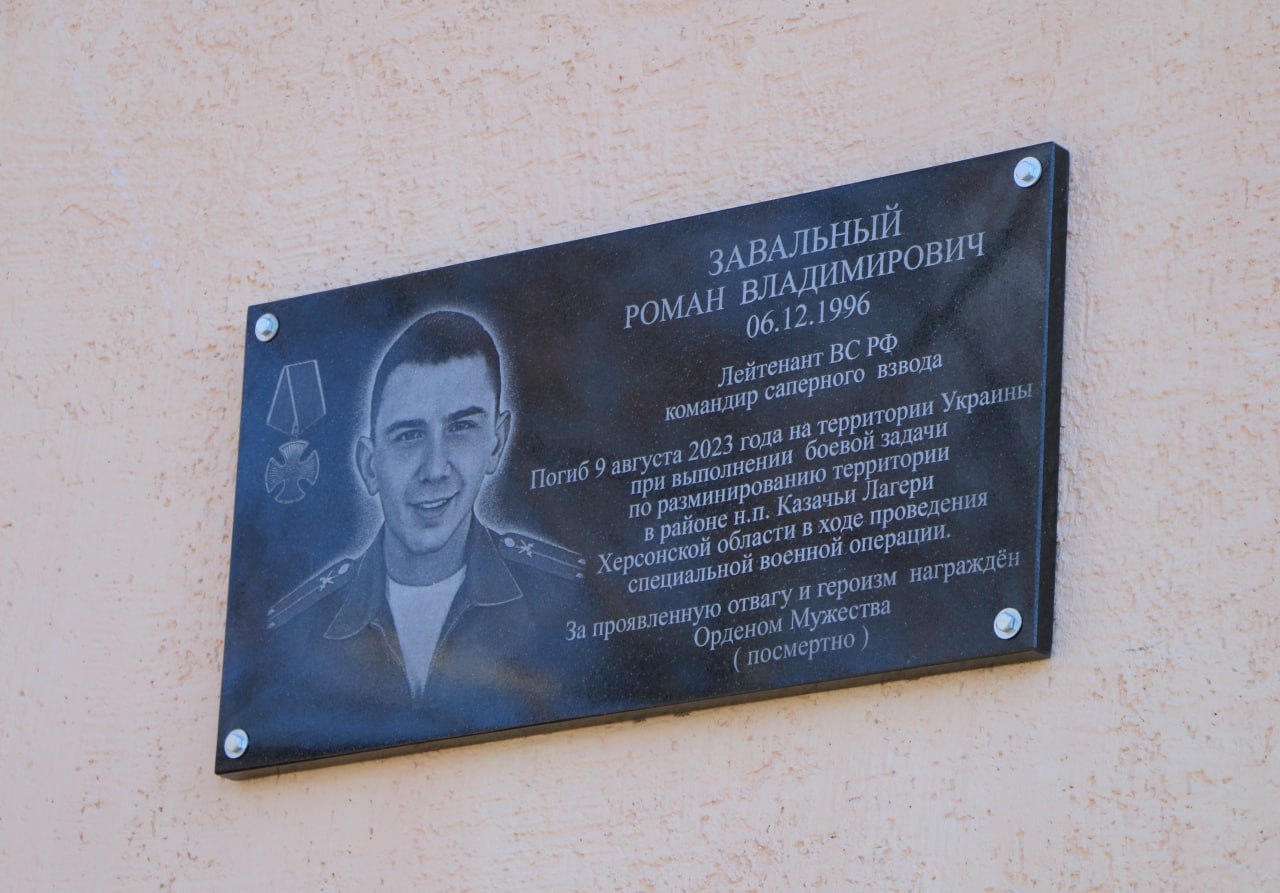 ЗАВАЛЬНЫЙ
РОМАН ВЛАДИМИРОВИЧ
06.12.1996
Лейтенант ВС РФ
командир саперного взвода
Погиб 9 августа 2023 года на территории Украины
при выполнении боевой задачи
по разминированию территории
в районе н.п. Казачьи Лагери
Херсонской области в ходе проведения
специальной военной операции.
За проявленную отвагу и героизм награждён
Орденом Мужества
( посмертно )